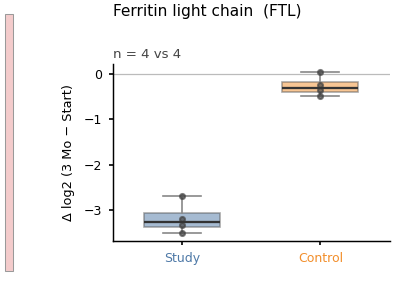 Ferritin light chain  (FTL)
n = 4 vs 4
Δ log2 (3 Mo − Start)
0
−1
−2
−3
Study
Control